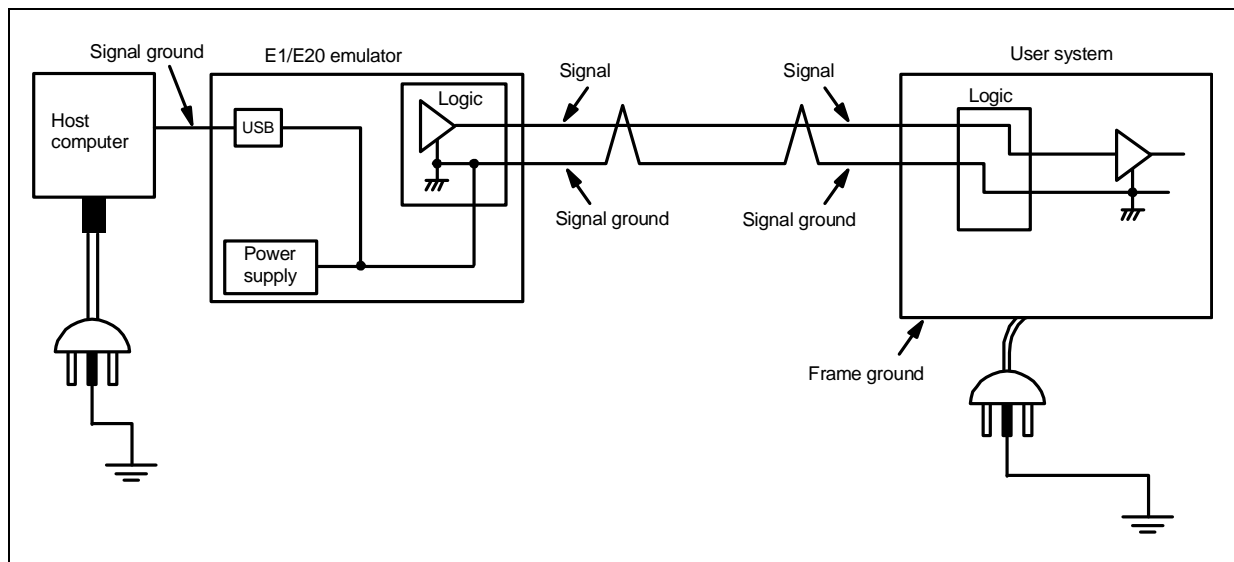 Signal ground
E1/E20 emulator
User system
Host
computer
USB
Logic
Signal
Signal
Logic
Signal ground
Signal ground
Power
supply
Frame ground